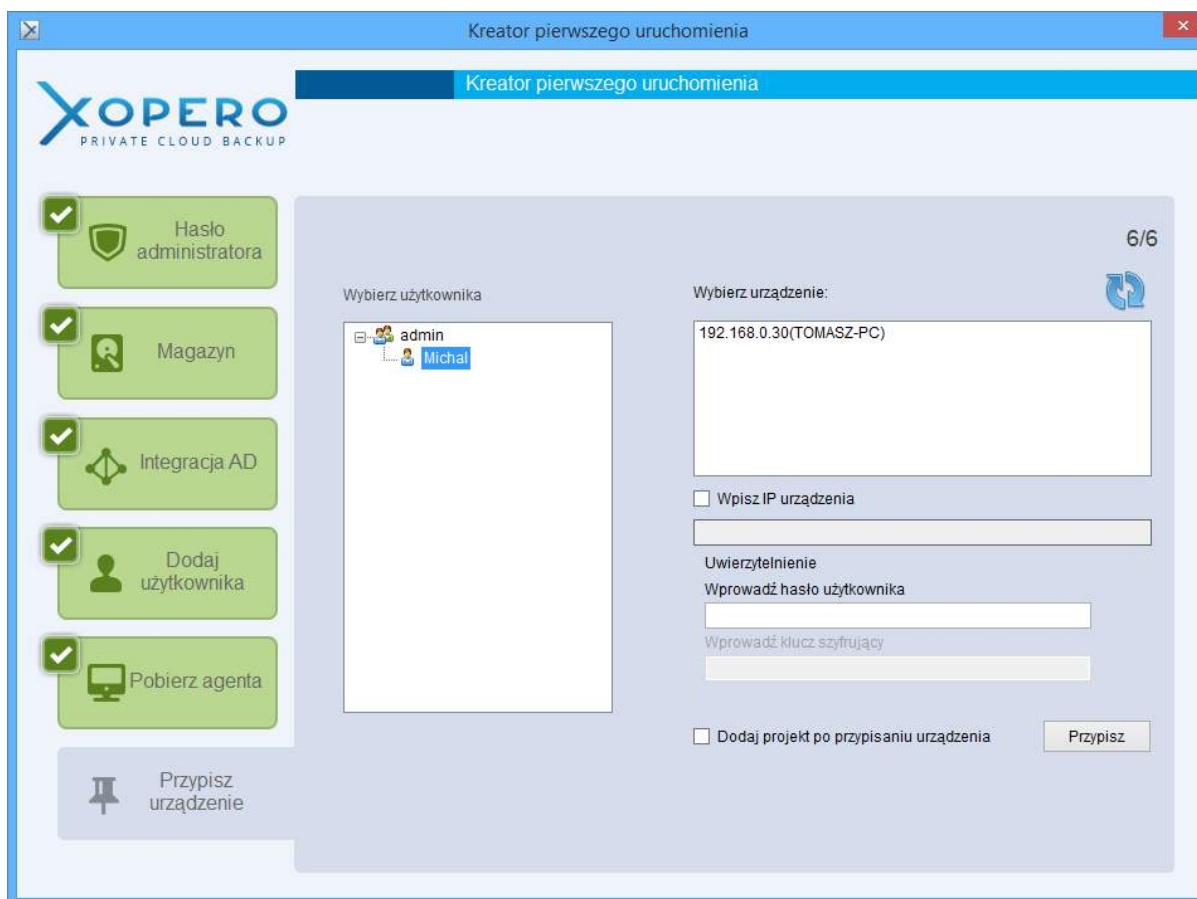 Kreator pierwszego uruchomienia
Kreator pierwszego uruchomienia
XOPERO
PRIVATE CLOUD BACKUP
Hasło
administratora
Magazyn
Integracja AD
Dodaj
użytkownika
Pobierz agenta
Przypisz
urządzenie
6/6
Wybierz użytkownika
admin
Michal
Wybierz urządzenie:
192.168.0.30(TOMASZ-PC)
Wpisz IP urządzenia
Uwierzytelnienie
Wprowadź hasło użytkownika
Wprowadź klucz szyfrujący
Dodaj projekt po przypisaniu urządzenia
Przypisz